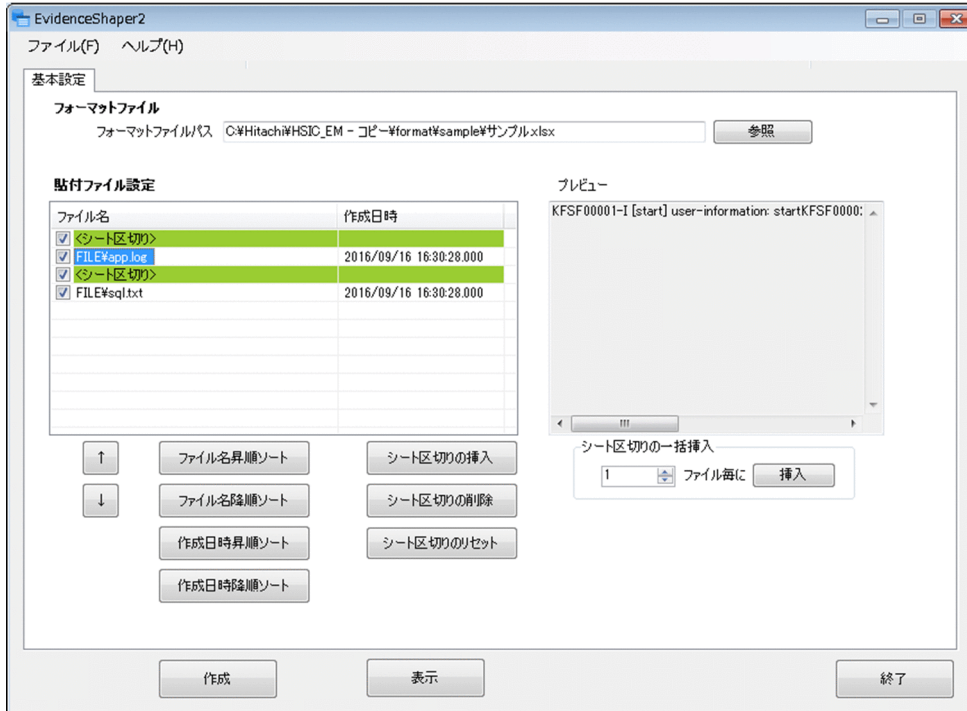 EvidenceShaper2
ファイル(F) ヘルプ(H)
基本設定
フォーマットファイル
フォーマットファイルパス C:¥Hitachi¥HSIC_EM - コピー¥format¥sample¥サンプル.xlsx 参照
貼付ファイル設定 プレビュー
ファイル名 作成日時
<シート区切り>
FILE¥app.log 2016/09/16 16:30:28.000
<シート区切り>
FILE¥sql.txt 2016/09/16 16:30:28.000
KFSF00001-I [start] user-information: startKFSF0000:
↑ ファイル名昇順ソート シート区切りの挿入
↓ ファイル名降順ソート シート区切りの削除
作成日時昇順ソート シート区切りのリセット
作成日時降順ソート
シート区切りの一括挿入
1 ファイル毎に 挿入
作成 表示 終了